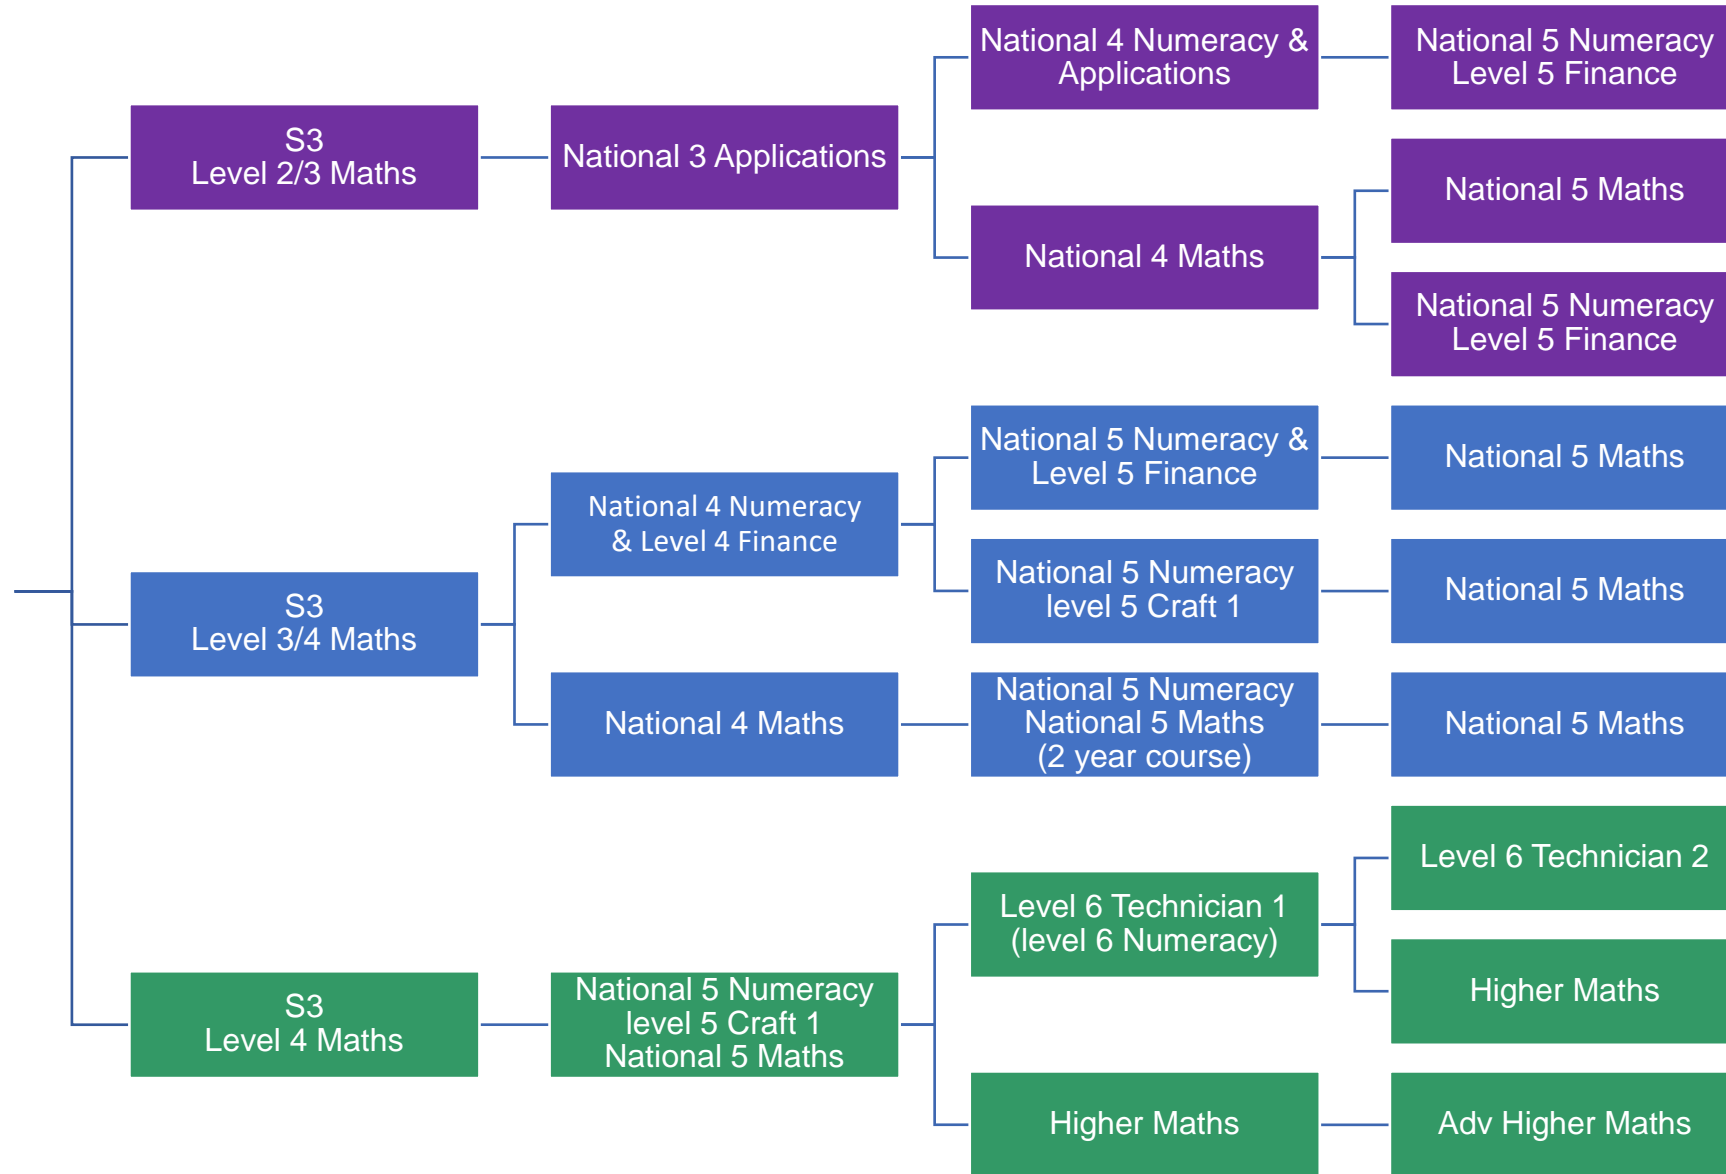 S3
Level 2/3 Maths
National 3 Applications
National 4 Numeracy &
Applications
National 5 Numeracy
Level 5 Finance
National 4 Maths
National 5 Maths
National 5 Numeracy
Level 5 Finance
S3
Level 3/4 Maths
National 4 Numeracy
& Level 4 Finance
National 5 Numeracy &
Level 5 Finance
National 5 Maths
National 5 Numeracy
level 5 Craft 1
National 5 Maths
National 4 Maths
National 5 Numeracy
National 5 Maths
(2 year course)
National 5 Maths
S3
Level 4 Maths
National 5 Numeracy
level 5 Craft 1
National 5 Maths
Level 6 Technician 1
(level 6 Numeracy)
Level 6 Technician 2
Higher Maths
Higher Maths
Adv Higher Maths